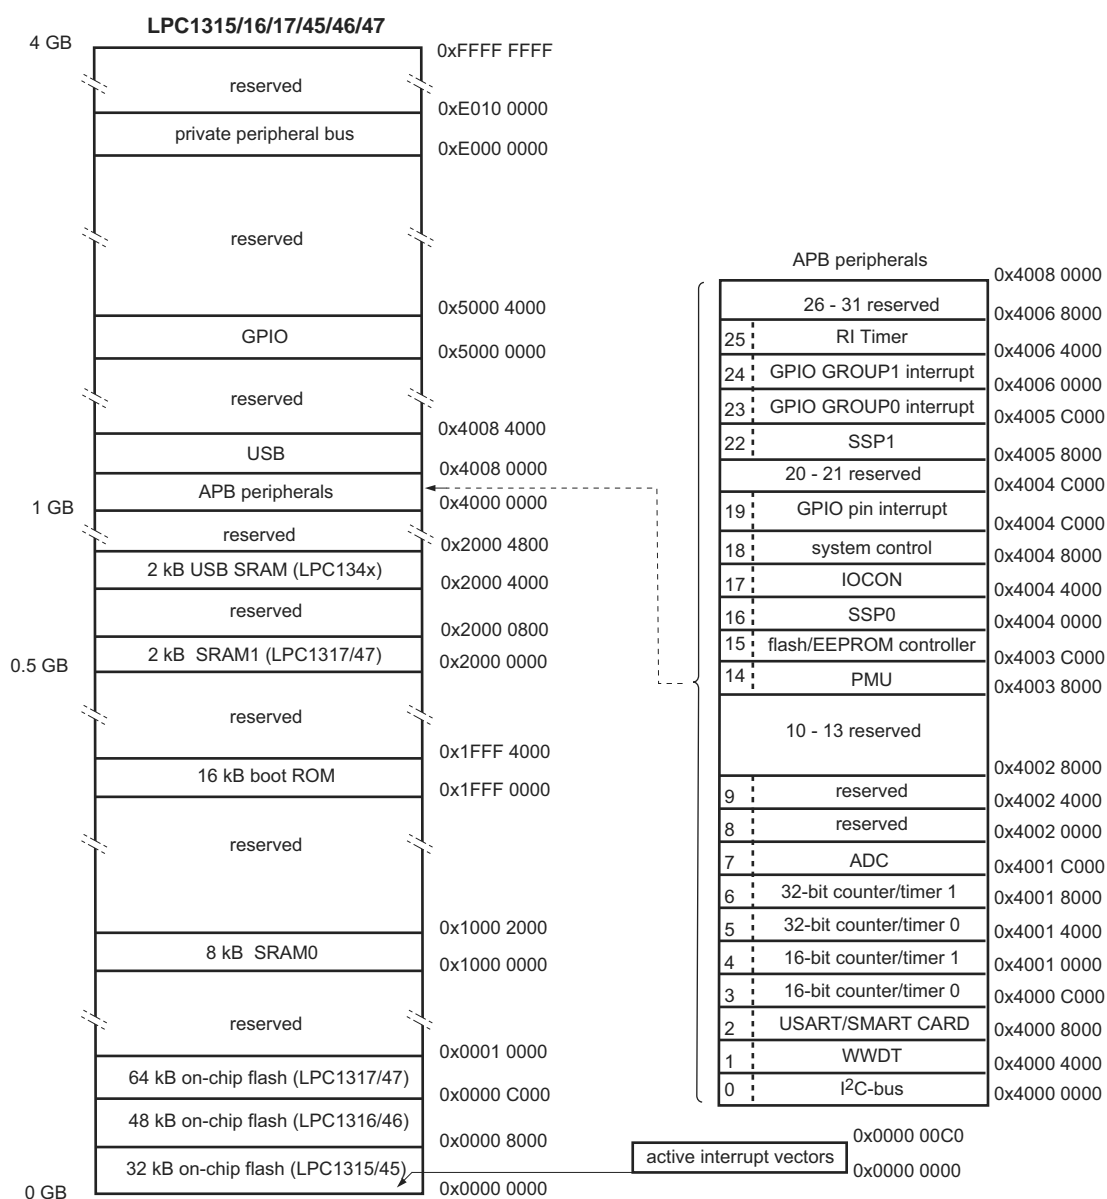 LPC1315/16/17/45/46/47
4 GB
0xFFFF FFFF
reserved
0xE010 0000
private peripheral bus
0xE000 0000
reserved
0x5000 4000
GPIO
0x5000 0000
reserved
0x4008 4000
USB
0x4008 0000
APB peripherals
0x4000 0000
1 GB
reserved
0x2000 4800
2 kB USB SRAM (LPC134x)
0x2000 4000
reserved
0x2000 0800
2 kB SRAM1 (LPC1317/47)
0x2000 0000
0.5 GB
reserved
0x1FFF 4000
16 kB boot ROM
0x1FFF 0000
reserved
0x1000 2000
8 kB SRAM0
0x1000 0000
reserved
0x0001 0000
64 kB on-chip flash (LPC1317/47)
0x0000 C000
48 kB on-chip flash (LPC1316/46)
0x0000 8000
32 kB on-chip flash (LPC1315/45)
0x0000 0000
0 GB
APB peripherals
0x4008 0000
26 - 31 reserved
0x4006 8000
25 RI Timer
0x4006 4000
24 GPIO GROUP1 interrupt
0x4006 0000
23 GPIO GROUP0 interrupt
0x4005 C000
22 SSP1
0x4005 8000
20 - 21 reserved
0x4004 C000
19 GPIO pin interrupt
0x4004 C000
18 system control
0x4004 8000
17 IOCON
0x4004 4000
16 SSP0
0x4004 0000
15 flash/EEPROM controller
0x4003 C000
14 PMU
0x4003 8000
10 - 13 reserved
0x4002 8000
9 reserved
0x4002 4000
8 reserved
0x4002 0000
7 ADC
0x4001 C000
6 32-bit counter/timer 1
0x4001 8000
5 32-bit counter/timer 0
0x4001 4000
4 16-bit counter/timer 1
0x4001 0000
3 16-bit counter/timer 0
0x4000 C000
2 USART/SMART CARD
0x4000 8000
1 WWDT
0x4000 4000
0 I2C-bus
0x4000 0000
0x0000 00C0
active interrupt vectors
0x0000 0000